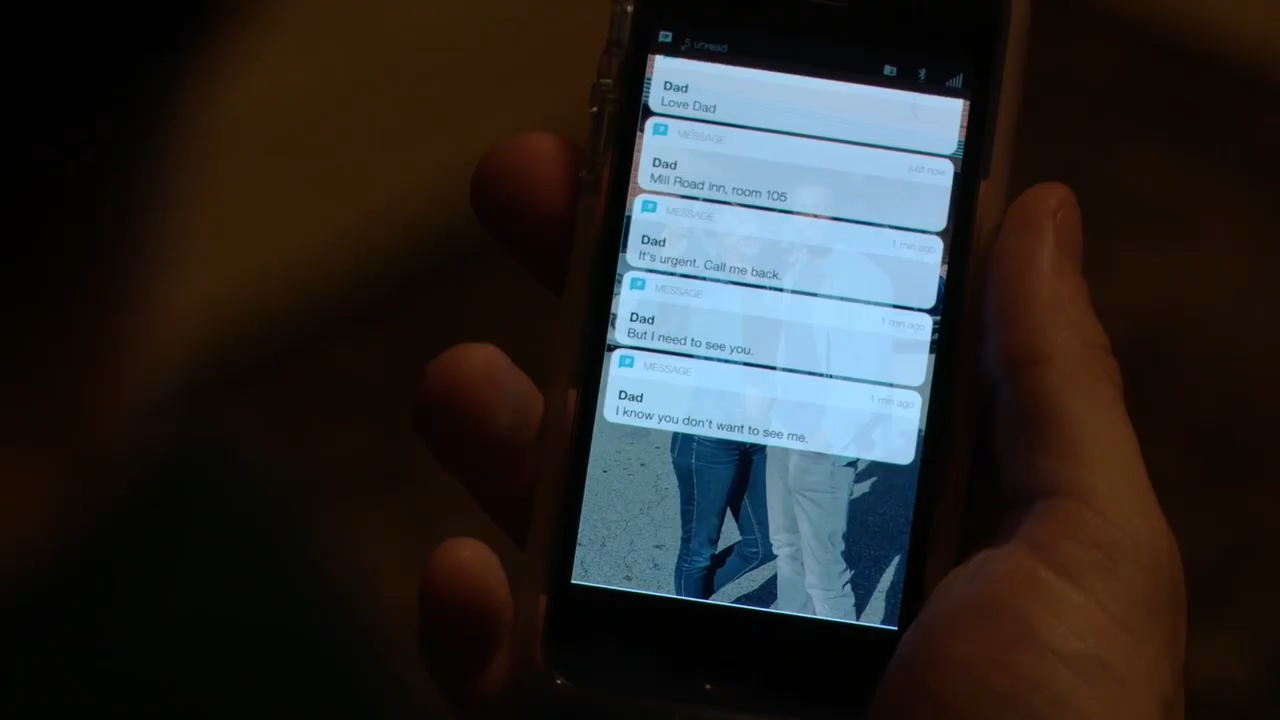 5 unread
Dad
Love Dad
MESSAGE
just now
Dad
Mill Road Inn, room 105
MESSAGE
1 min ago
Dad
It's urgent. Call me back.
MESSAGE
1 min ago
Dad
But I need to see you.
MESSAGE
1 min ago
Dad
I know you don't want to see me.